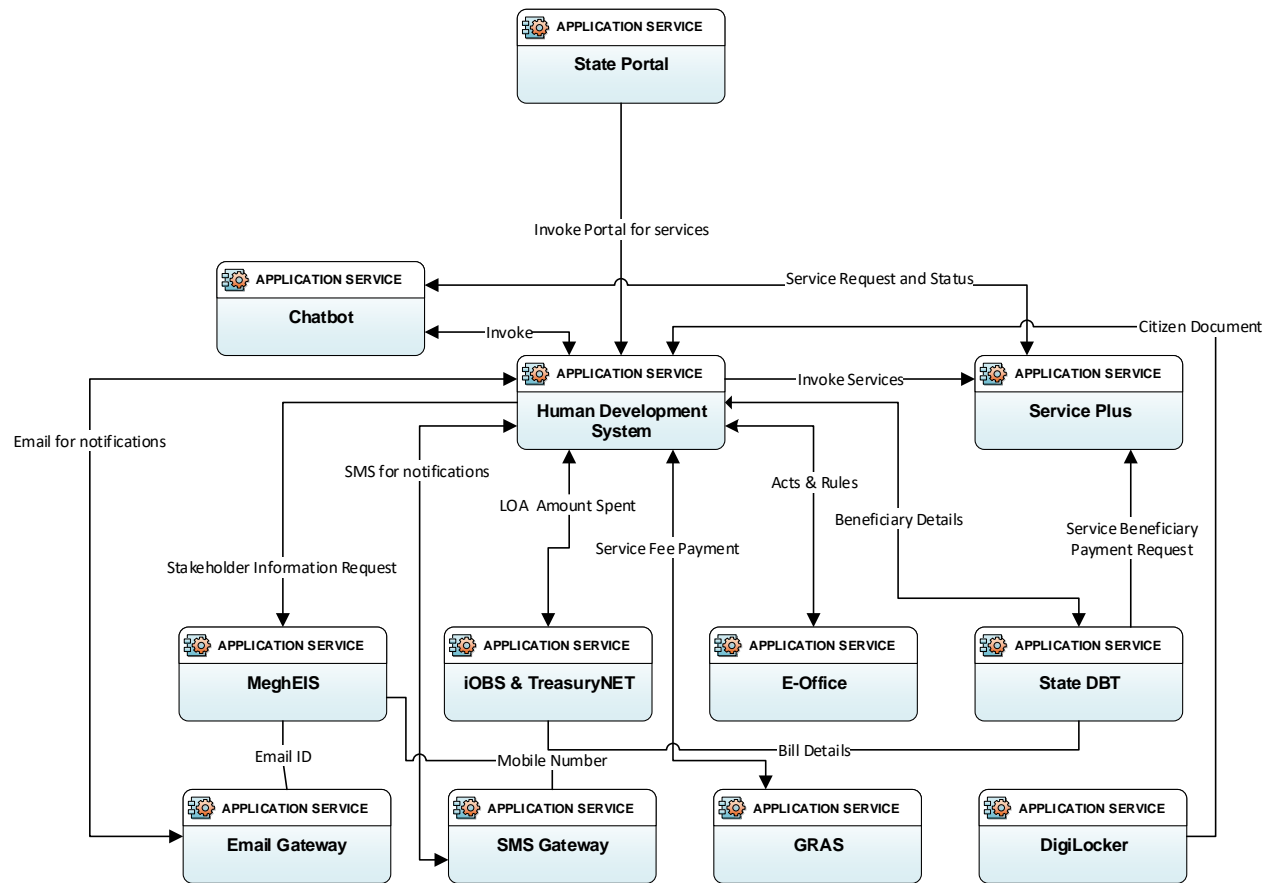 APPLICATION SERVICE
State Portal
Invoke Portal for services
APPLICATION SERVICE
Chatbot
Service Request and Status
Invoke
Citizen Document
APPLICATION SERVICE
Human Development
System
Invoke Services
APPLICATION SERVICE
Service Plus
Email for notifications
SMS for notifications
LOA  Amount Spent
Service Fee Payment
Acts & Rules
Beneficiary Details
Service Beneficiary
Payment Request
Stakeholder Information Request
APPLICATION SERVICE
MeghEIS
APPLICATION SERVICE
iOBS & TreasuryNET
APPLICATION SERVICE
E-Office
APPLICATION SERVICE
State DBT
Email ID
Mobile Number
Bill Details
APPLICATION SERVICE
Email Gateway
APPLICATION SERVICE
SMS Gateway
APPLICATION SERVICE
GRAS
APPLICATION SERVICE
DigiLocker